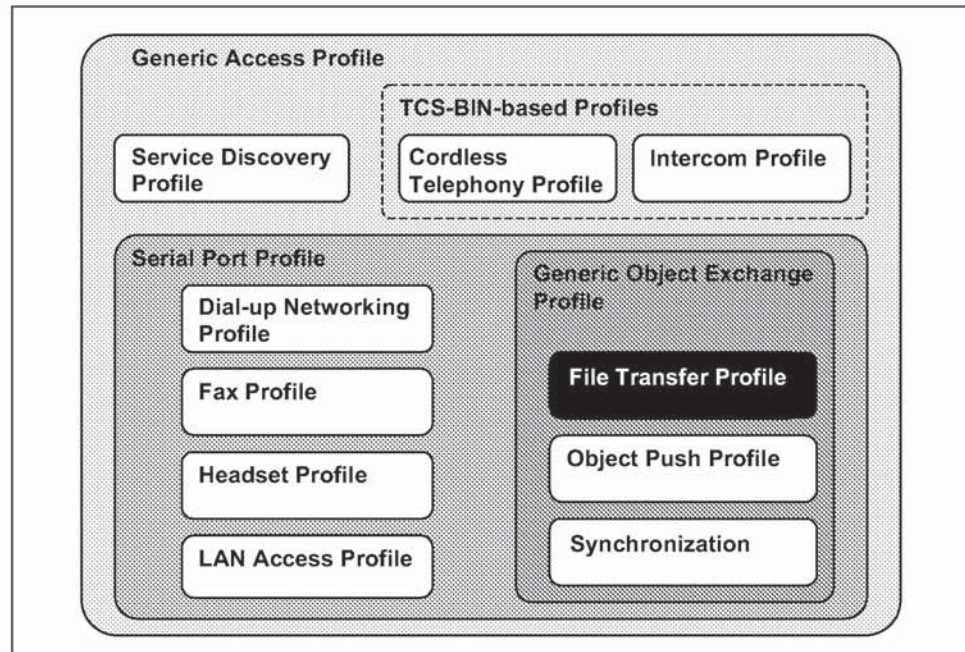 Generic Access Profile
TCS-BIN-based Profiles
Service Discovery
Profile
Cordless
Telephony Profile
Intercom Profile
Serial Port Profile
Generic Object Exchange
Profile
Dial-up Networking
Profile
Fax Profile
Headset Profile
LAN Access Profile
File Transfer Profile
Object Push Profile
Synchronization